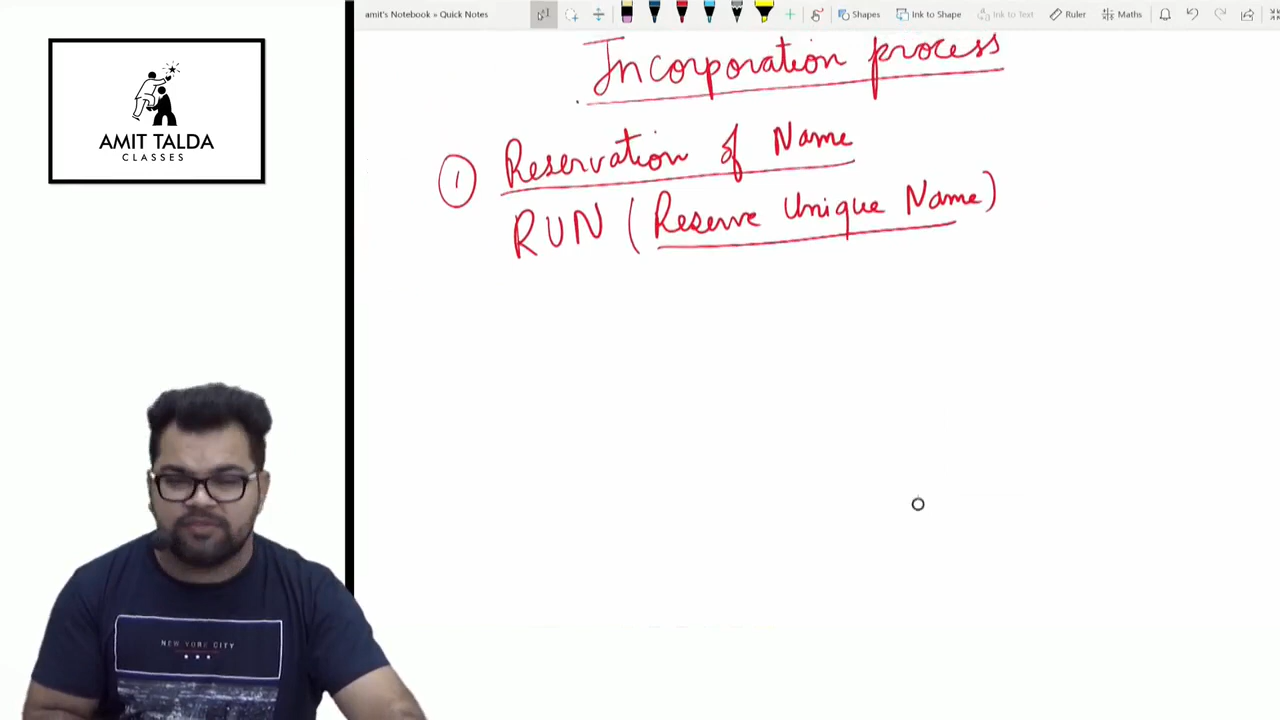 amit's Notebook » Quick Notes
Shapes
Ink to Shape
Ink to Text
Ruler
Maths
AMIT TALDA
CLASSES
Incorporation process
1 Reservation of Name
RUN (Reserve Unique Name)
NEW YORK CITY